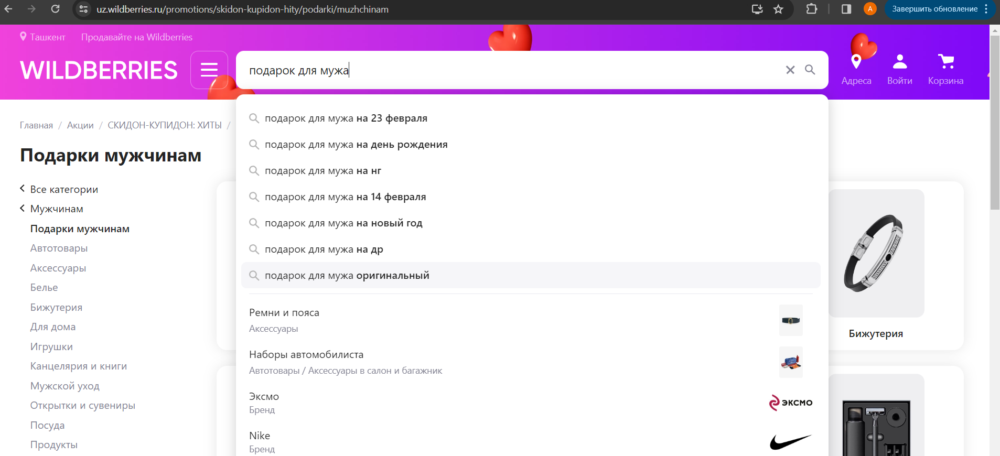 uz.wildberries.ru/promotions/skidon-kupidon-hity/podarki/muzhchinam
А
Завершить обновление
Ташкент
Продавайте на Wildberries
WILDBERRIES
подарок для мужа
Адреса
Войти
Корзина
Главная / Акции / СКИДОН-КУПИДОН: ХИТЫ /
Подарки мужчинам
Все категории
Мужчинам
Подарки мужчинам
Автотовары
Аксессуары
Белье
Бижутерия
Для дома
Игрушки
Канцелярия и книги
Мужской уход
Открытки и сувениры
Посуда
Продукты
подарок для мужа на 23 февраля
подарок для мужа на день рождения
подарок для мужа на нг
подарок для мужа на 14 февраля
подарок для мужа на новый год
подарок для мужа на др
подарок для мужа оригинальный
Ремни и пояса
Аксессуары
Наборы автомобилиста
Автотовары / Аксессуары в салон и багажник
Эксмо
Бренд
ЭКСМО
Nike
Бренд
Бижутерия